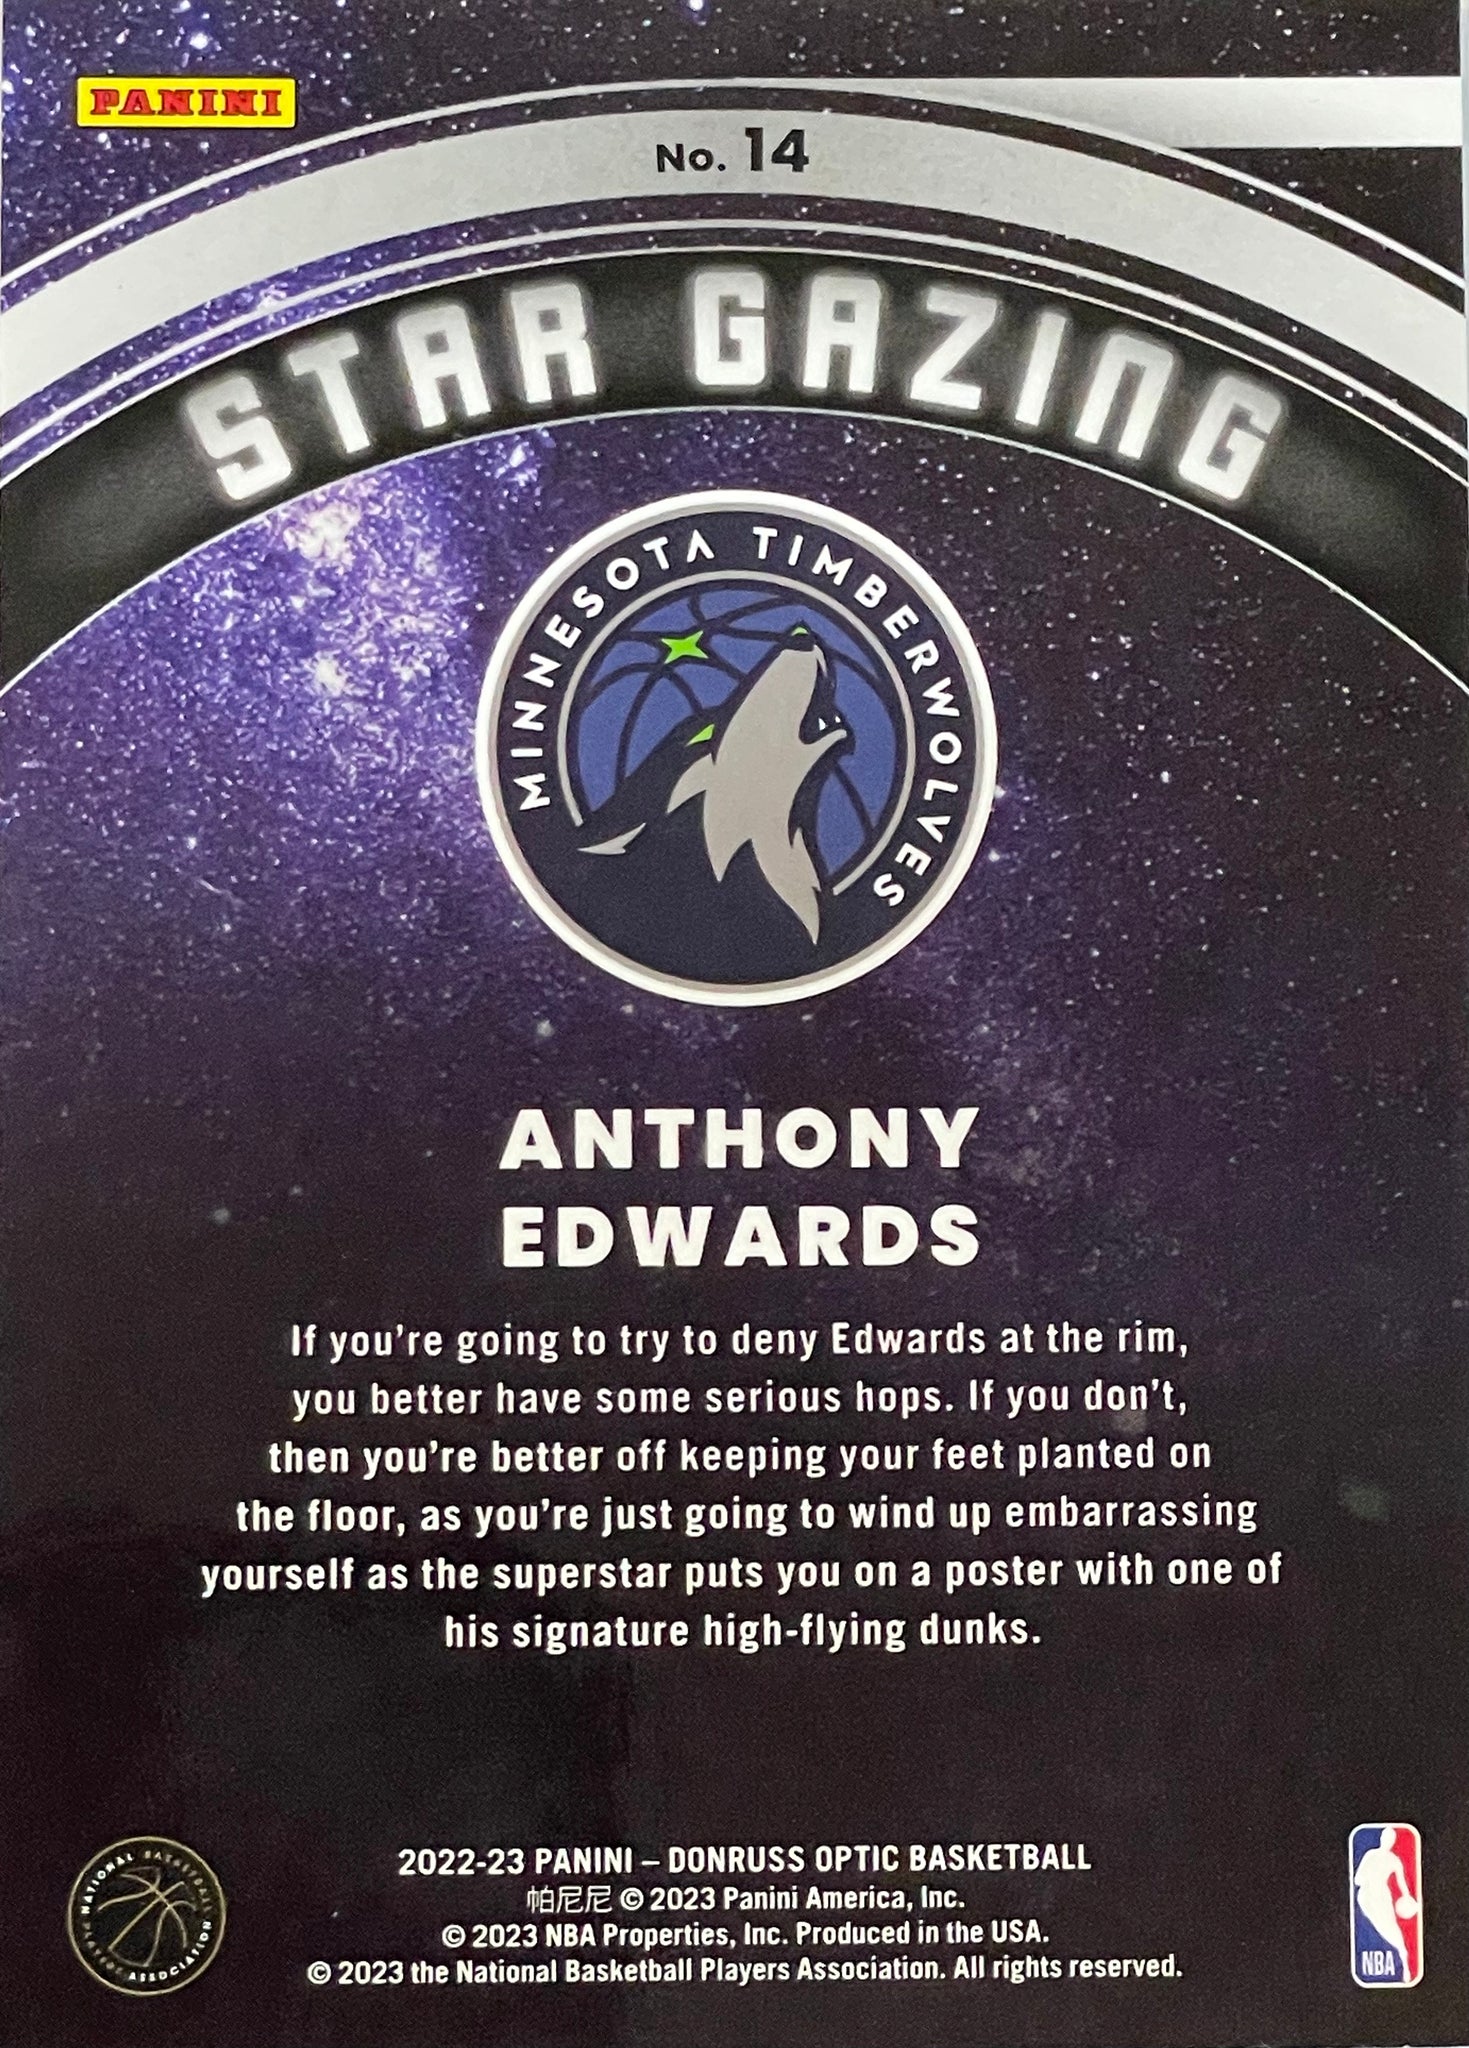 PANINI
No. 14
STAR GAZING
MINNESOTA TIMBERWOLVES
ANTHONY
EDWARDS
If you're going to try to deny Edwards at the rim,
you better have some serious hops. If you don't,
then you're better off keeping your feet planted on
the floor, as you're just going to wind up embarrassing
yourself as the superstar puts you on a poster with one of
his signature high-flying dunks.
NATIONAL BASKETBALL PLAYERS ASSOCIATION
2022-23 PANINI – DONRUSS OPTIC BASKETBALL
帕尼尼 © 2023 Panini America, Inc.
© 2023 NBA Properties, Inc. Produced in the USA.
© 2023 the National Basketball Players Association. All rights reserved.
NBA